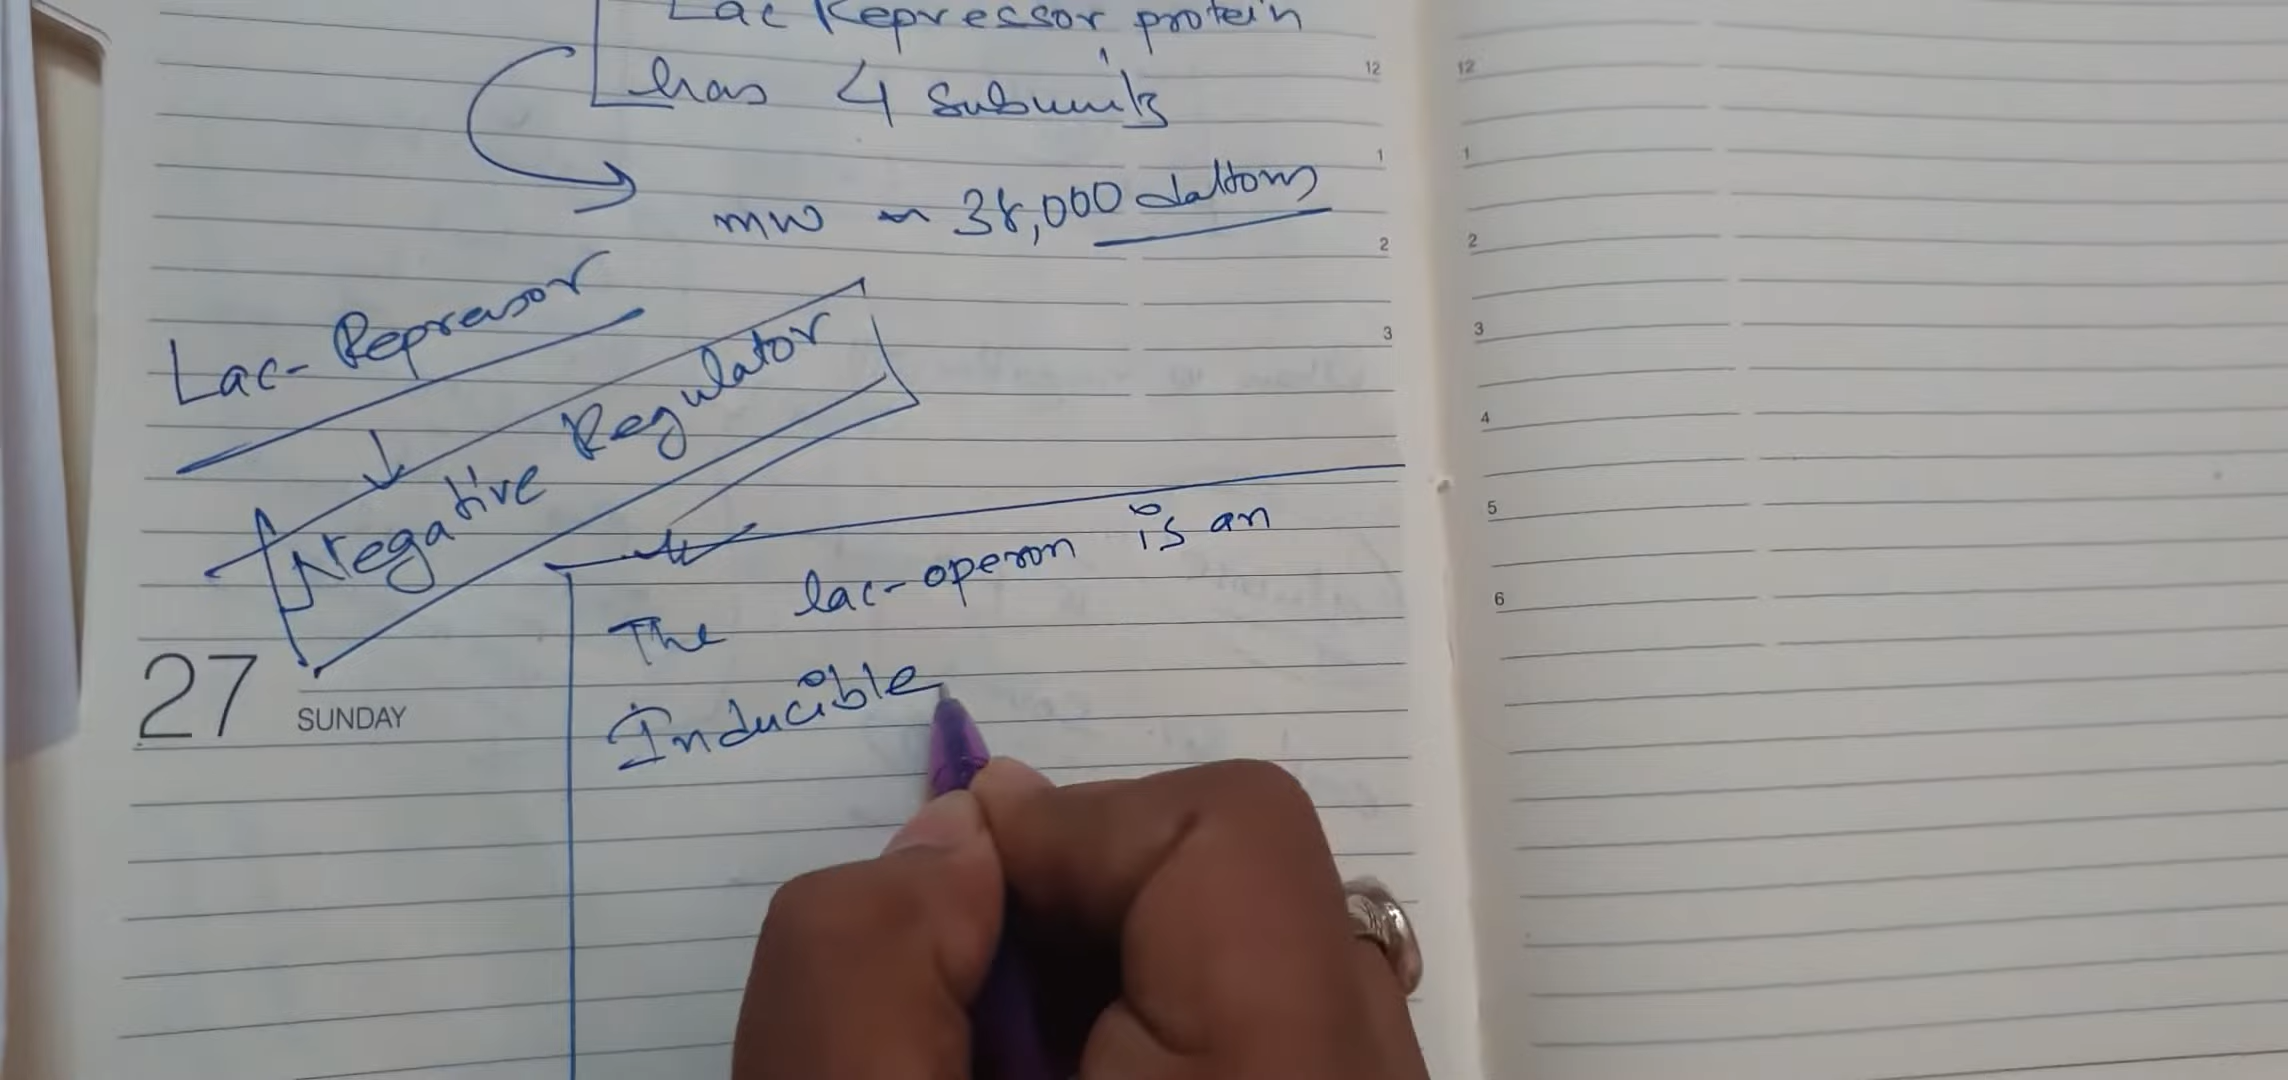 Lac Repressor protein
has 4 subunits
12
12
1
1
mw ~ 38,000 daltons
2
2
Lac-Repressor
3
3
Negative Regulator
4
5
The lac-operon is an
6
Inducible
27 SUNDAY